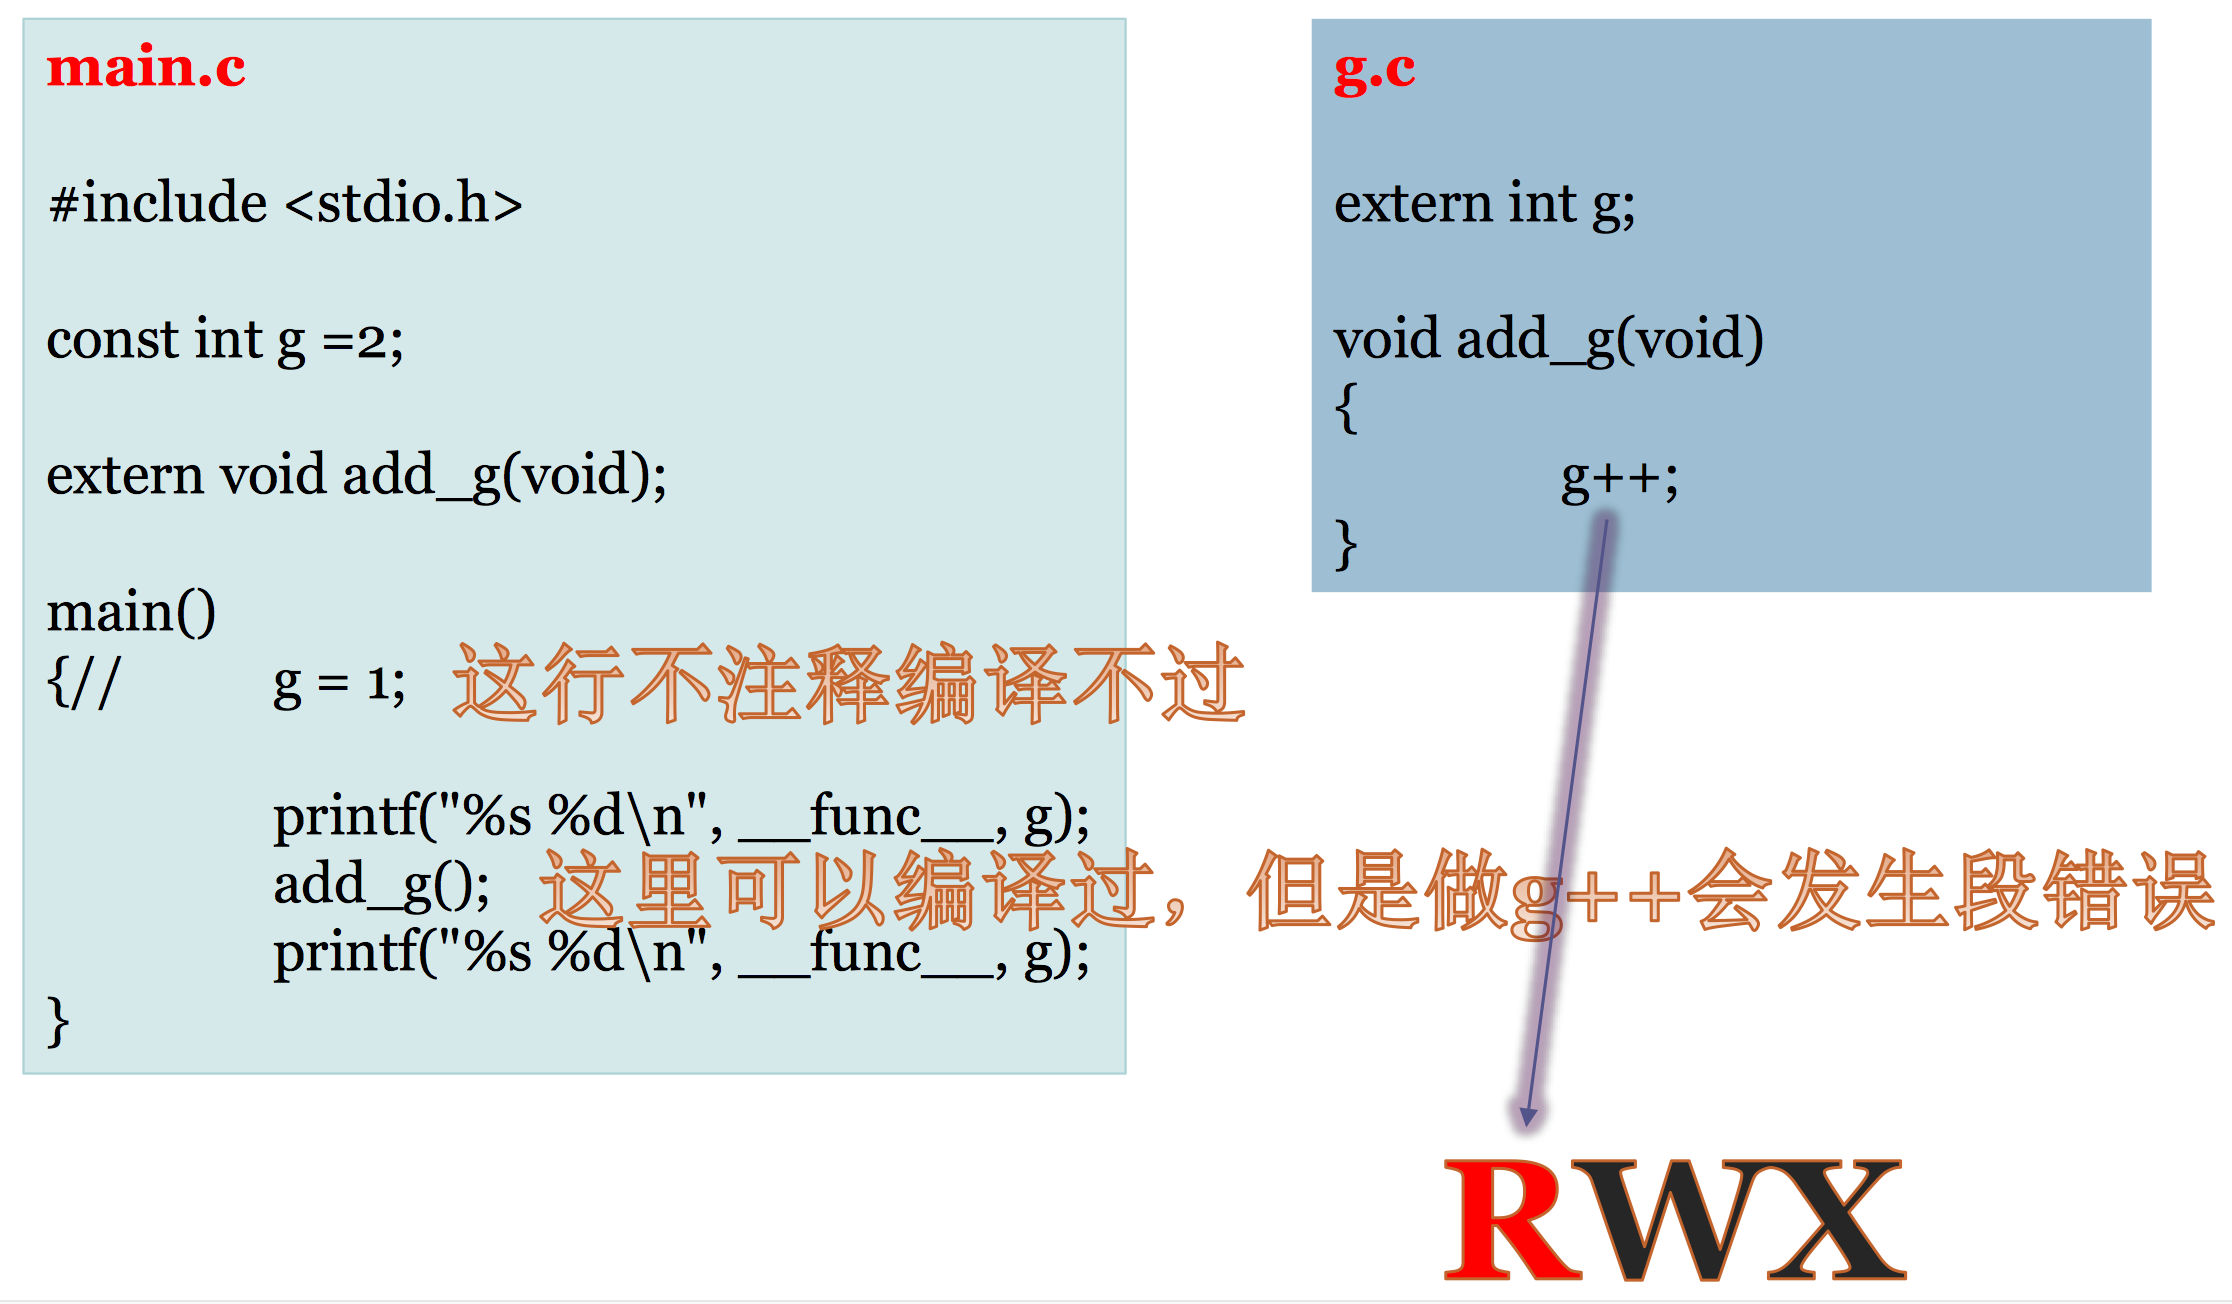 main.c
#include <stdio.h>
const int g =2;
extern void add_g(void);
main()
{// g = 1; 这行不注释编译不过
printf("%s %d\n", __func__, g);
add_g(); 这里可以编译过，但是做g++会发生段错误
printf("%s %d\n", __func__, g);
}
g.c
extern int g;
void add_g(void)
{
g++;
}
RWX